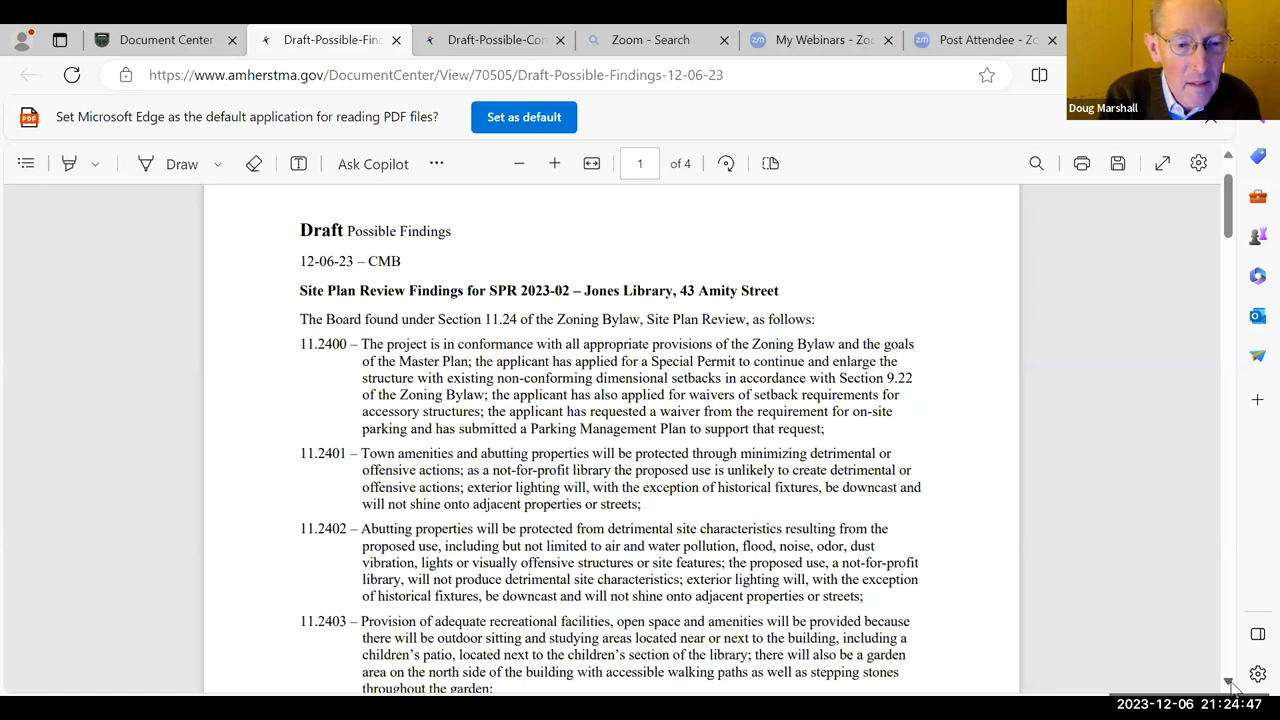 Document Center
Draft-Possible-Fin
Draft-Possible-Co
Zoom - Search
My Webinars - Zo
Post Attendee - Z
https://www.amherstma.gov/DocumentCenter/View/70505/Draft-Possible-Findings-12-06-23
Doug Marshall
Set Microsoft Edge as the default application for reading PDF files?
Set as default
Draw
Ask Copilot
1 of 4
Draft Possible Findings
12-06-23 – CMB
Site Plan Review Findings for SPR 2023-02 – Jones Library, 43 Amity Street
The Board found under Section 11.24 of the Zoning Bylaw, Site Plan Review, as follows:
11.2400 – The project is in conformance with all appropriate provisions of the Zoning Bylaw and the goals
of the Master Plan; the applicant has applied for a Special Permit to continue and enlarge the
structure with existing non-conforming dimensional setbacks in accordance with Section 9.22
of the Zoning Bylaw; the applicant has also applied for waivers of setback requirements for
accessory structures; the applicant has requested a waiver from the requirement for on-site
parking and has submitted a Parking Management Plan to support that request;
11.2401 – Town amenities and abutting properties will be protected through minimizing detrimental or
offensive actions; as a not-for-profit library the proposed use is unlikely to create detrimental or
offensive actions; exterior lighting will, with the exception of historical fixtures, be downcast and
will not shine onto adjacent properties or streets;
11.2402 – Abutting properties will be protected from detrimental site characteristics resulting from the
proposed use, including but not limited to air and water pollution, flood, noise, odor, dust
vibration, lights or visually offensive structures or site features; the proposed use, a not-for-profit
library, will not produce detrimental site characteristics; exterior lighting will, with the exception
of historical fixtures, be downcast and will not shine onto adjacent properties or streets;
11.2403 – Provision of adequate recreational facilities, open space and amenities will be provided because
there will be outdoor sitting and studying areas located near or next to the building, including a
children's patio, located next to the children's section of the library; there will also be a garden
area on the north side of the building with accessible walking paths as well as stepping stones
throughout the garden;
2023-12-06 21:24:47